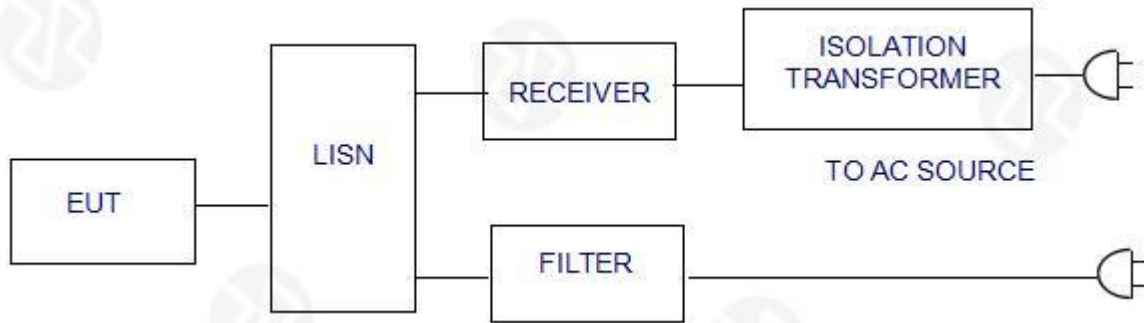 ISOLATION
TRANSFORMER
RECEIVER
LISN
TO AC SOURCE
EUT
FILTER